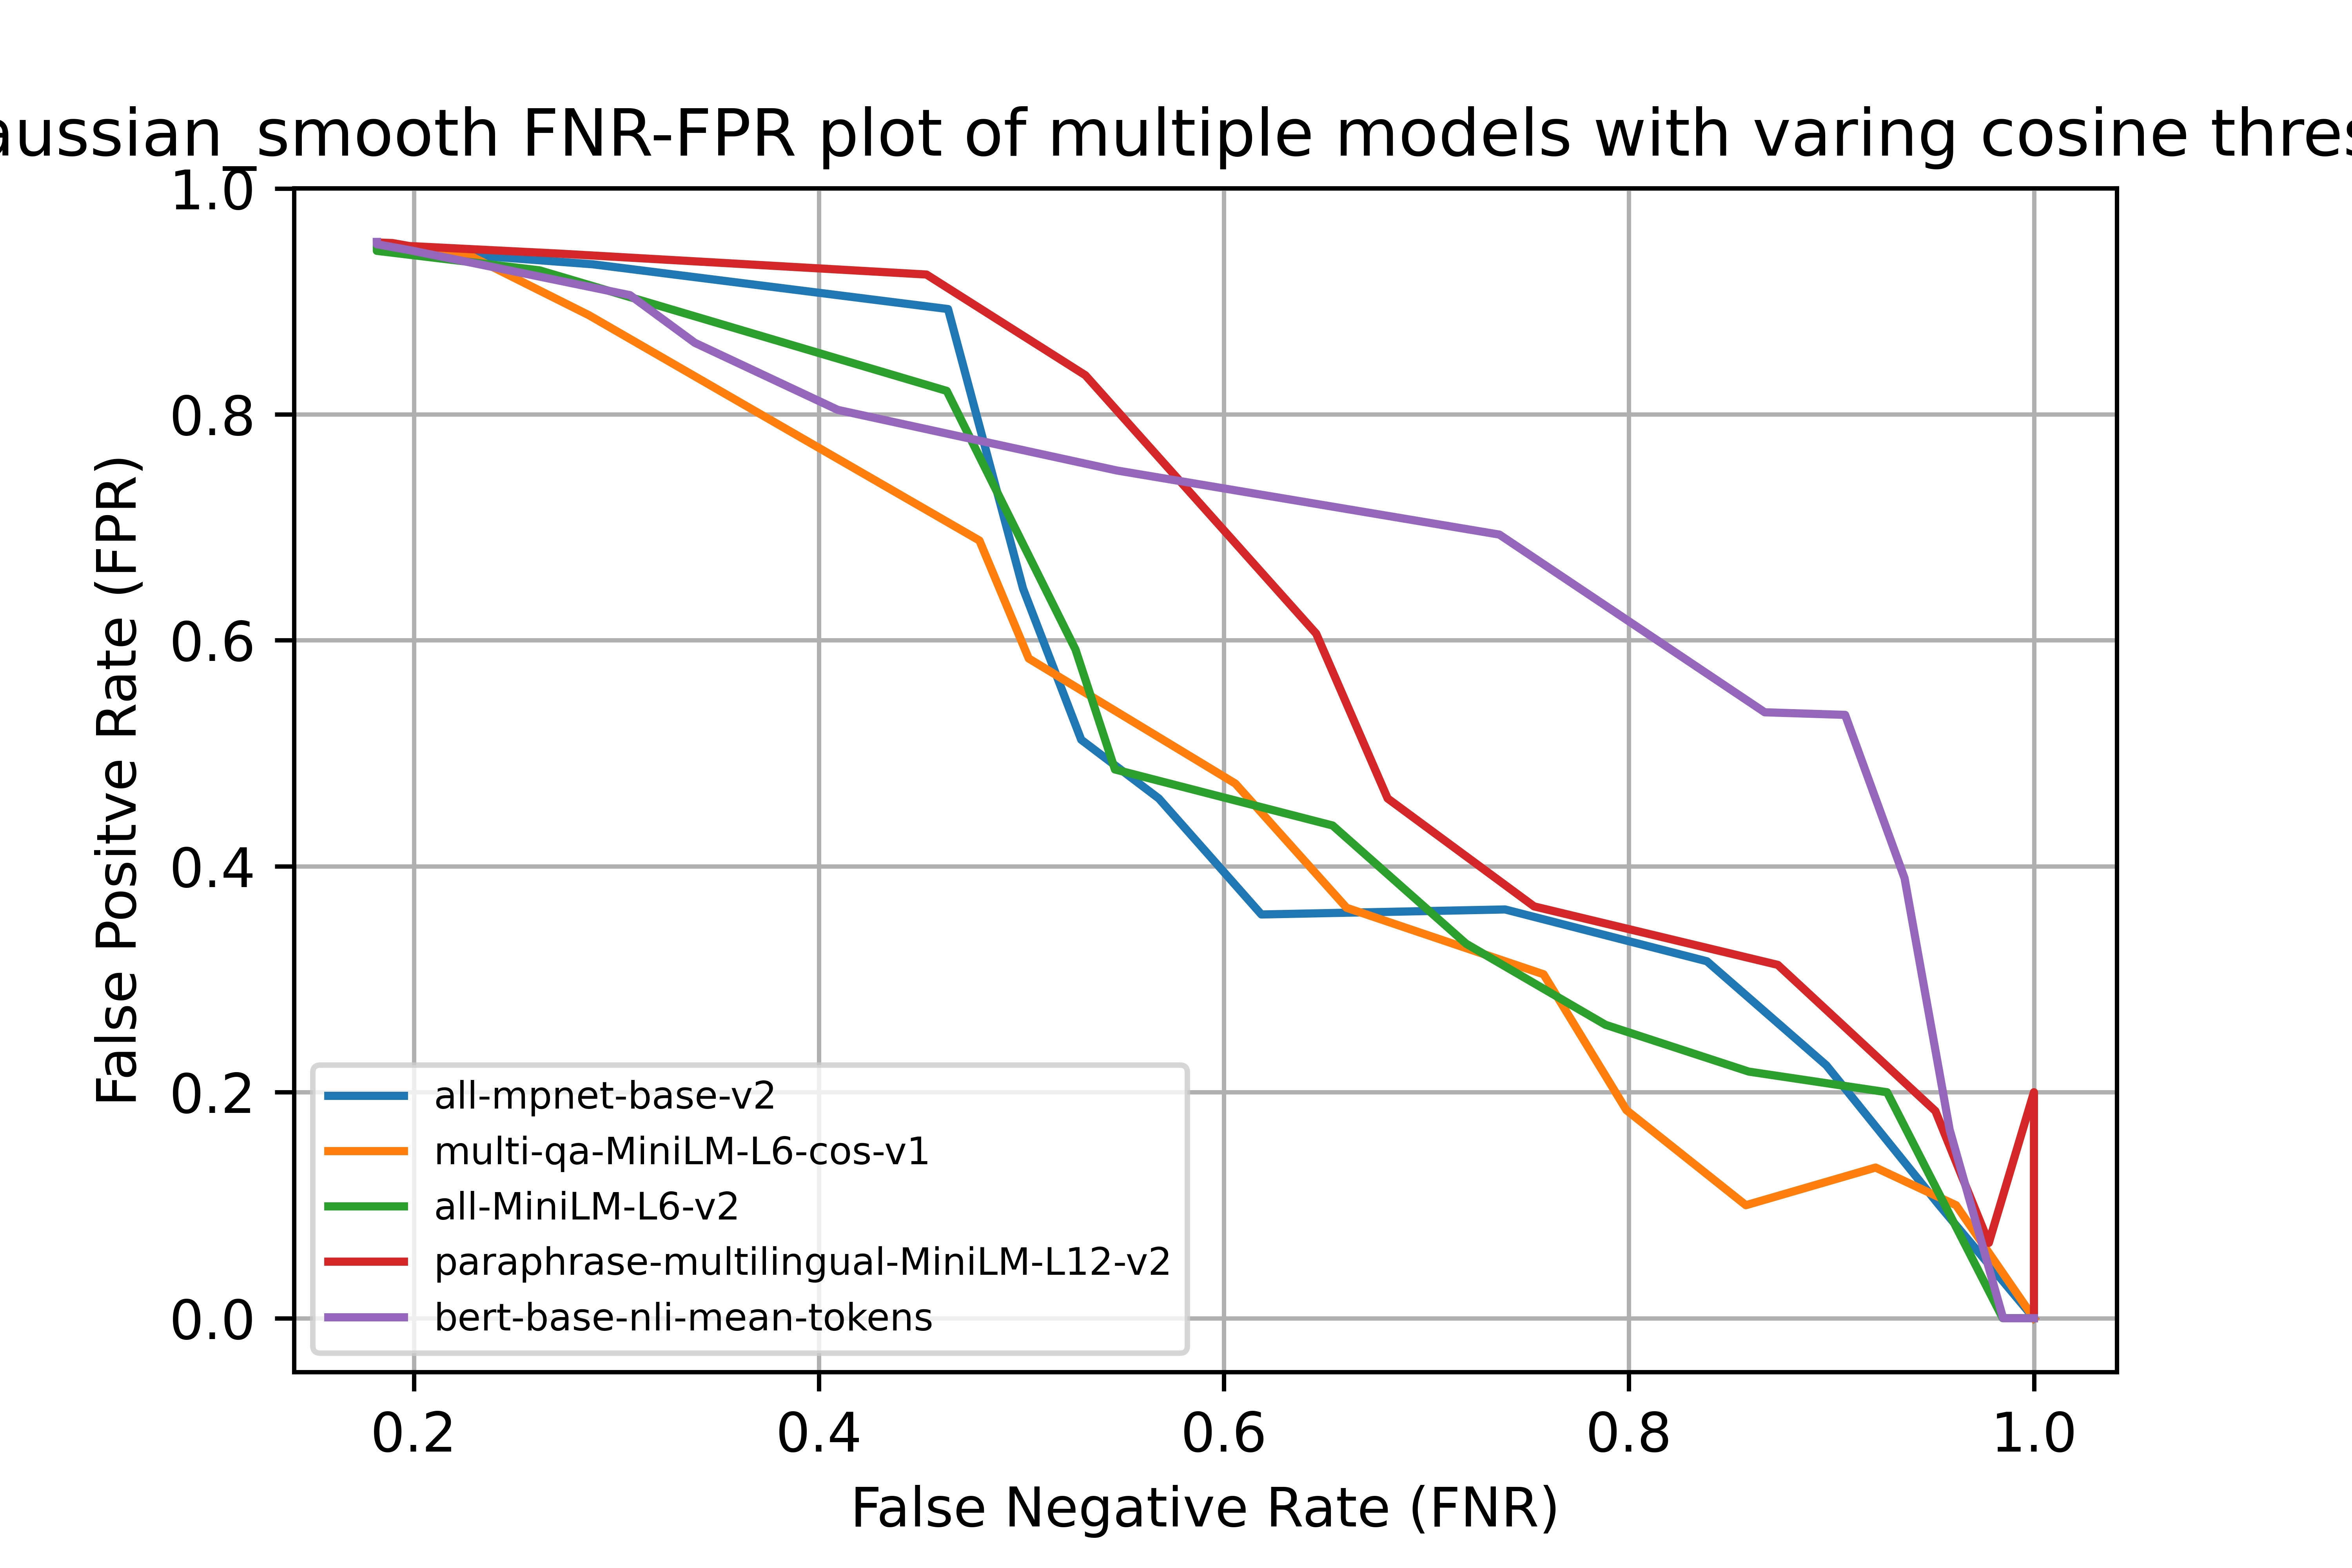 aussian_smooth FNR-FPR plot of multiple models with varing cosine thres
False Positve Rate (FPR)
1.0
0.8
0.6
0.4
0.2
0.0
all-mpnet-base-v2
multi-qa-MiniLM-L6-cos-v1
all-MiniLM-L6-v2
paraphrase-multilingual-MiniLM-L12-v2
bert-base-nli-mean-tokens
0.2 0.4 0.6 0.8 1.0
False Negative Rate (FNR)